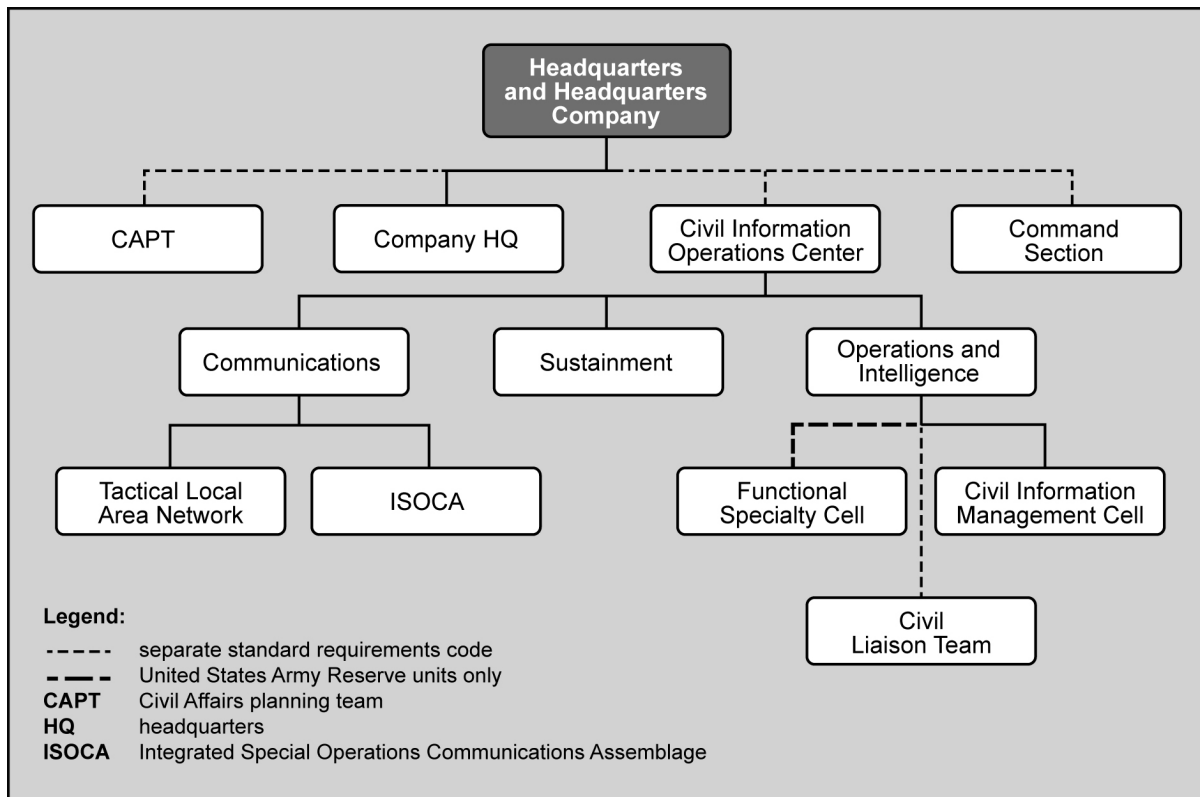 Headquarters
and Headquarters
Company
CAPT
Company HQ
Civil Information
Operations Center
Command
Section
Communications
Sustainment
Operations and
Intelligence
Tactical Local
Area Network
ISOCA
Functional
Specialty Cell
Civil Information
Management Cell
Civil
Liaison Team
Legend:
separate standard requirements code
United States Army Reserve units only
CAPT Civil Affairs planning team
HQ headquarters
ISOCA Integrated Special Operations Communications Assemblage